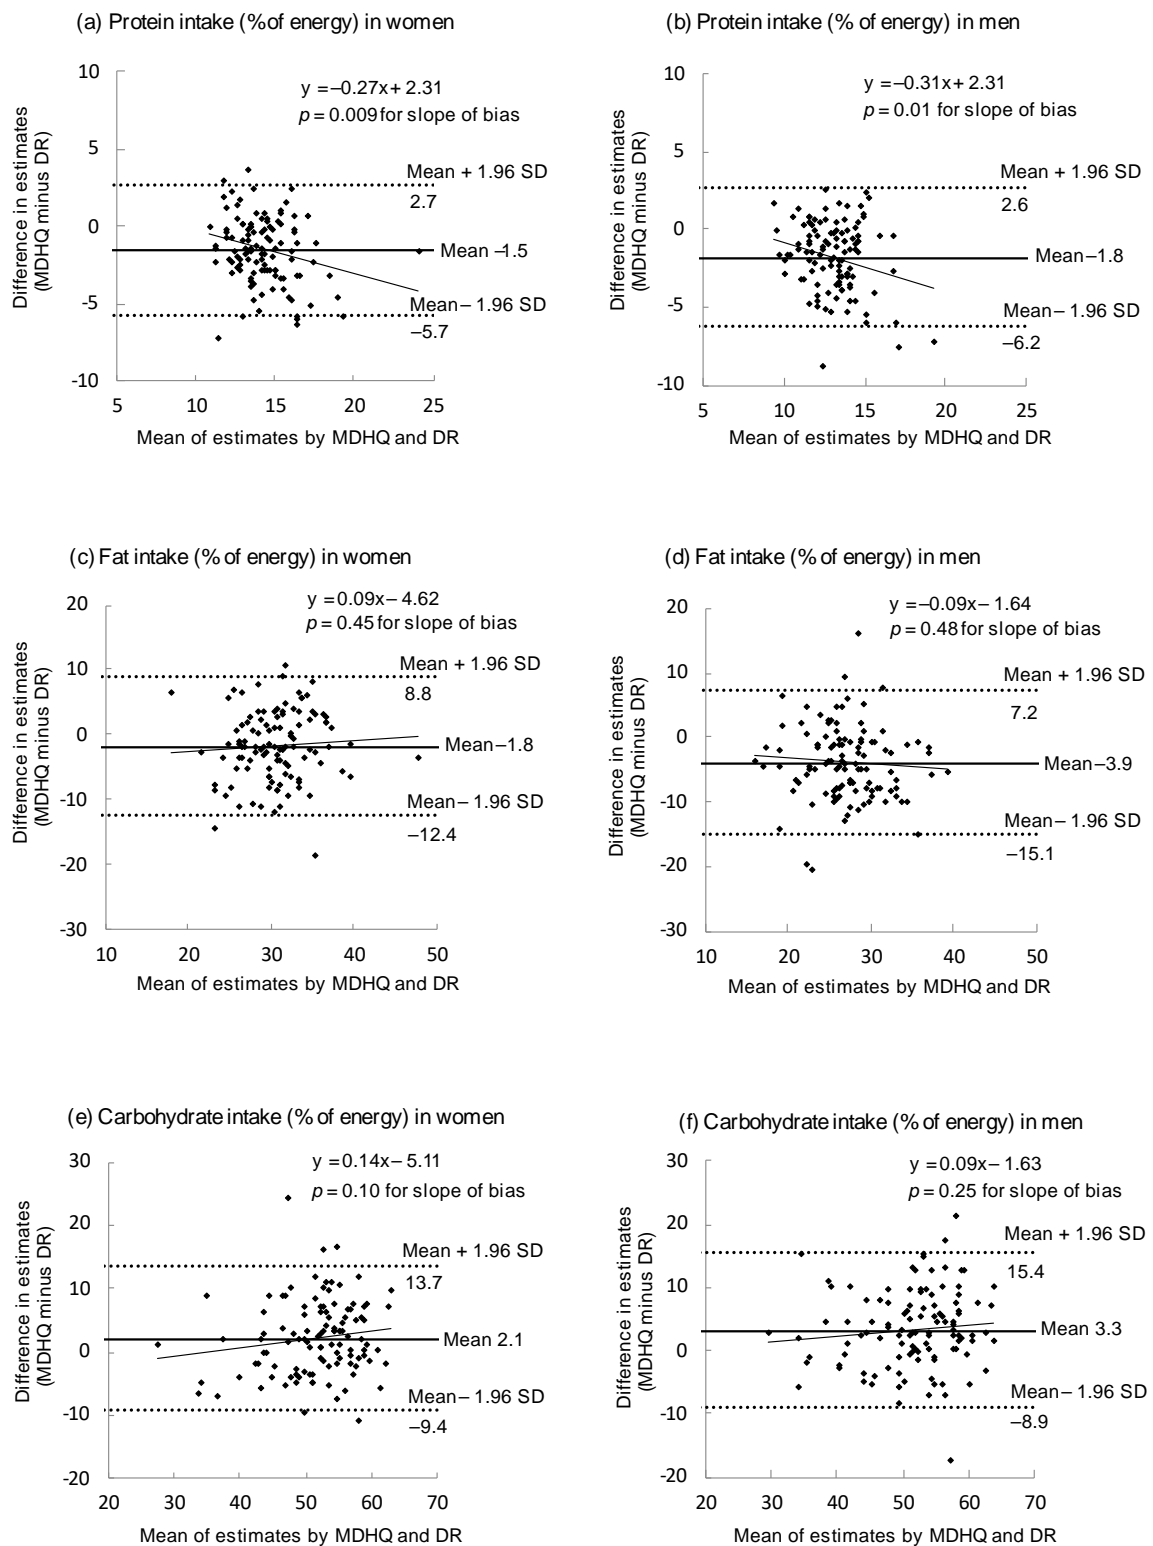 (a) Protein intake (%of energy) in women
y =−0.27x+ 2.31
p = 0.009 for slope of bias
Difference in estimates
(MDHQ minus DR)
10
5
0
-5
-10
Mean + 1.96 SD
2.7
Mean −1.5
Mean− 1.96 SD
−5.7
5 10 15 20 25
Mean of estimates by MDHQ and DR
(b) Protein intake (% of energy) in men
y =−0.31x+ 2.31
p = 0.01 for slope of bias
Difference in estimates
(MDHQ minus DR)
10
5
0
-5
-10
Mean + 1.96 SD
2.6
Mean−1.8
Mean− 1.96 SD
−6.2
5 10 15 20 25
Mean of estimates by MDHQ and DR
(c) Fat intake (% of energy) in women
y =0.09x− 4.62
p = 0.45 for slope of bias
Difference in estimates
(MDHQ minus DR)
20
10
0
-10
-20
-30
Mean + 1.96 SD
8.8
Mean−1.8
Mean− 1.96 SD
−12.4
10 20 30 40 50
Mean of estimates by MDHQ and DR
(d) Fat intake (% of energy) in men
y =−0.09x− 1.64
p = 0.48 for slope of bias
Difference in estimates
(MDHQ minus DR)
20
10
0
-10
-20
-30
Mean + 1.96 SD
7.2
Mean−3.9
Mean− 1.96 SD
−15.1
10 20 30 40 50
Mean of estimates by MDHQ and DR
(e) Carbohydrate intake (% of energy) in women
y =0.14x− 5.11
p = 0.10 for slope of bias
Difference in estimates
(MDHQ minus DR)
30
20
10
0
-10
-20
Mean + 1.96 SD
13.7
Mean 2.1
Mean− 1.96 SD
−9.4
20 30 40 50 60 70
Mean of estimates by MDHQ and DR
(f) Carbohydrate intake (% of energy) in men
y =0.09x− 1.63
p = 0.25 for slope of bias
Difference in estimates
(MDHQ minus DR)
30
20
10
0
-10
-20
Mean + 1.96 SD
15.4
Mean 3.3
Mean− 1.96 SD
−8.9
20 30 40 50 60 70
Mean of estimates by MDHQ and DR